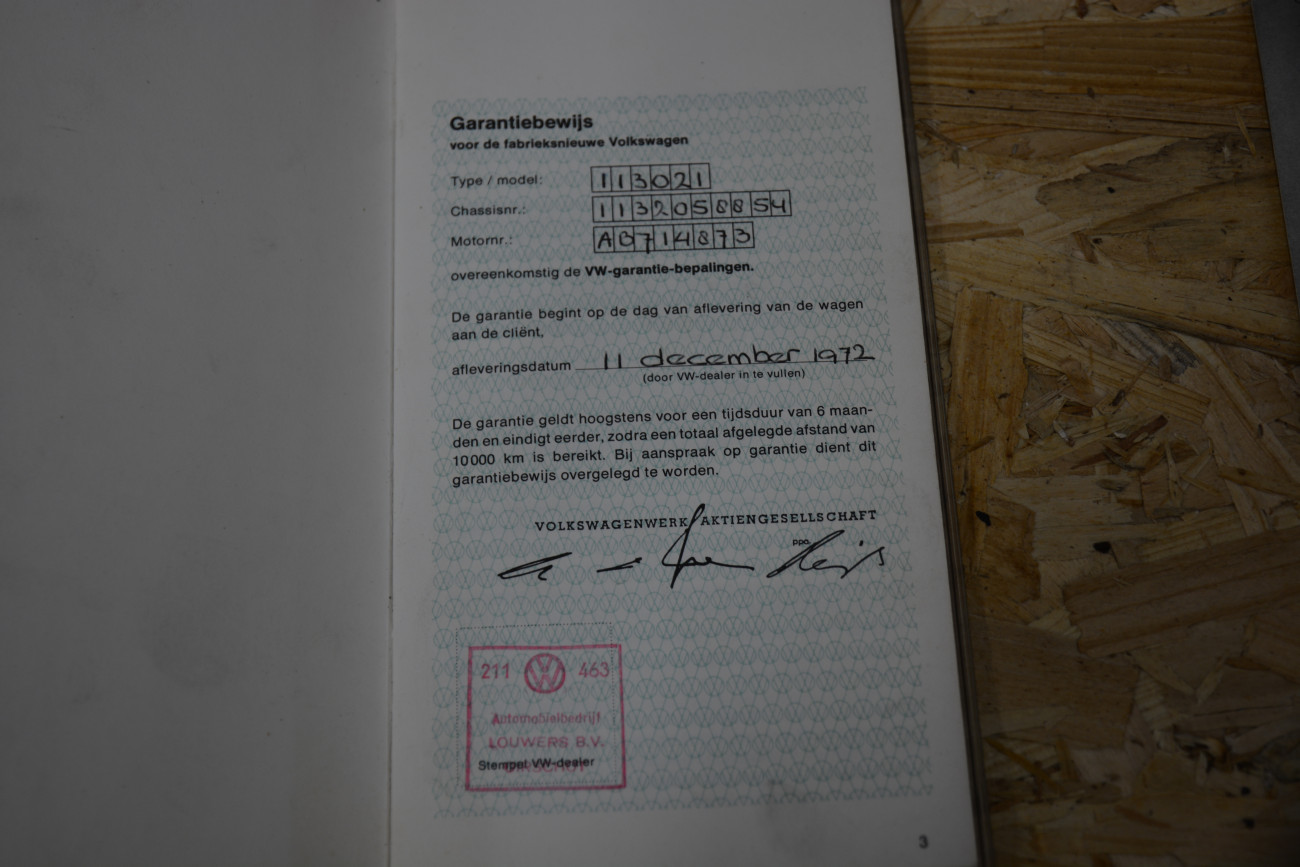 Garantiebewijs
voor de fabrieksnieuwe Volkswagen
Type / model: 113021
Chassisnr.: 1132058854
Motornr.: AB714873
overeenkomstig de VW-garantie-bepalingen.
De garantie begint op de dag van aflevering van de wagen
aan de cliënt,
afleveringsdatum 11 december 1972
(door VW-dealer in te vullen)
De garantie geldt hoogstens voor een tijdsduur van 6 maan-
den en eindigt eerder, zodra een totaal afgelegde afstand van
10000 km is bereikt. Bij aanspraak op garantie dient dit
garantiebewijs overgelegd te worden.
VOLKSWAGENWERK AKTIENGESELLSCHAFT
ppa.
211 VW 463
Automobielbedrijf
LOUWERS B.V.
Stempel VW-dealer
3